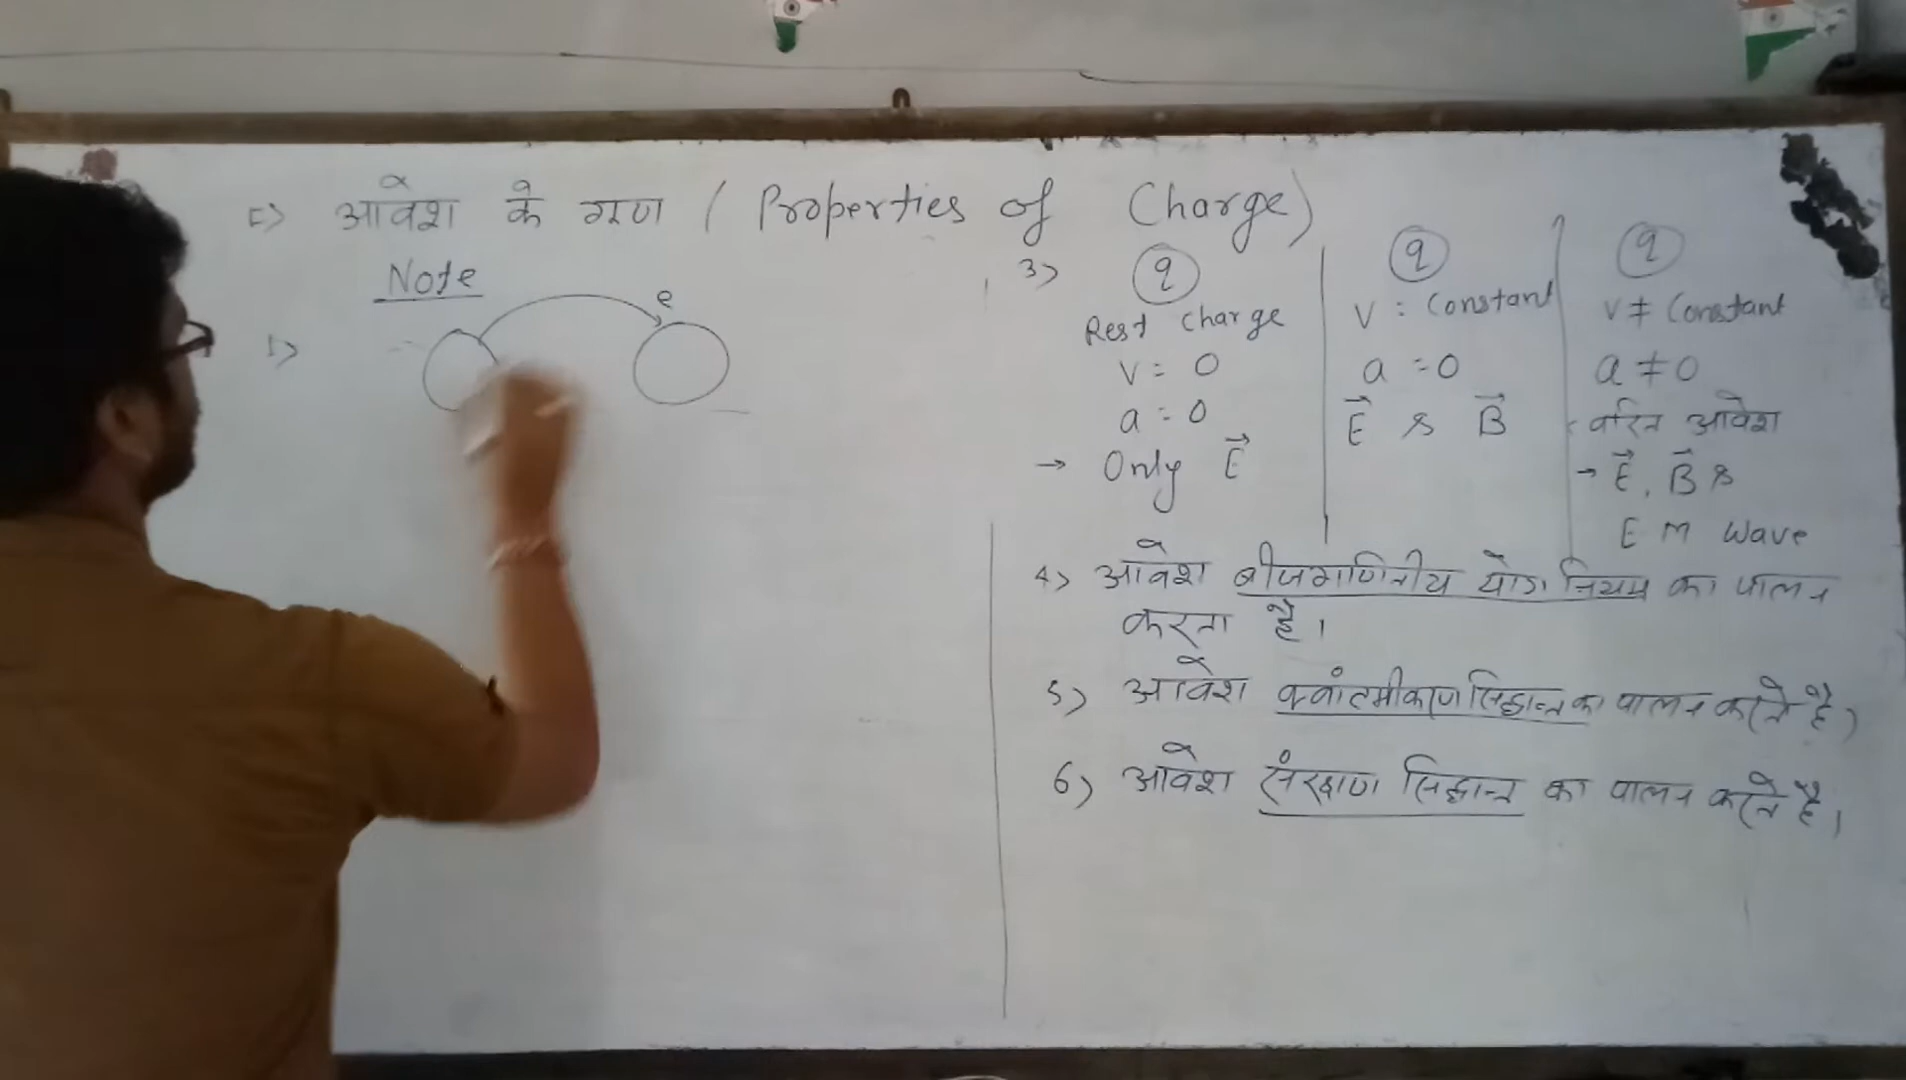 E> आवेश के गुण ( Properties of Charge)
Note
1>
e
3> q
Rest charge
v = 0
a = 0
→ Only E⃗
q
v = Constant
a = 0
E⃗ & B⃗
q
v ≠ Constant
a ≠ 0
त्वरित आवेश
→ E⃗, B⃗ &
E M Wave
4> आवेश बीजगणितीय योग नियम का पालन
करता है।
5) आवेश क्वांटमीकरण सिद्धान्त का पालन करते है)
6) आवेश संरक्षण सिद्धान्त का पालन करते है।